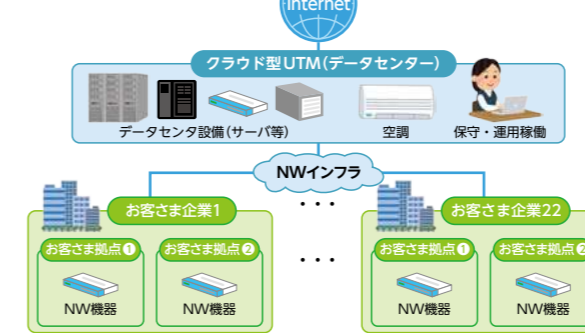 Internet
クラウド型UTM(データセンター)
データセンタ設備(サーバ等)
空調
保守・運用稼働
NWインフラ
お客さま企業1
・・・
お客さま企業22
お客さま拠点❶
お客さま拠点❷
・・・
お客さま拠点❶
お客さま拠点❷
NW機器
NW機器
NW機器
NW機器